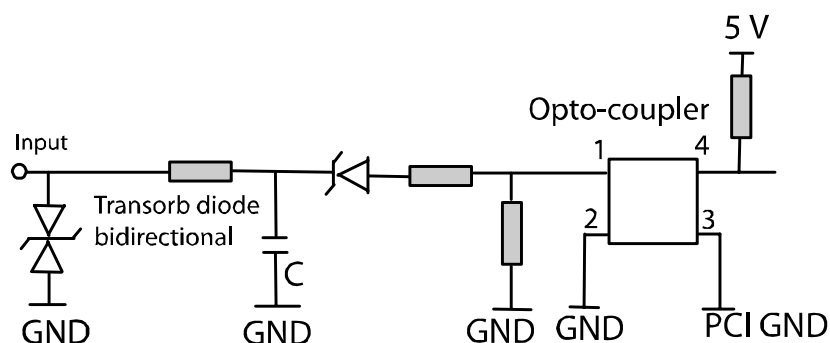 5 V
Opto-coupler
Input
1
4
Transorb diode
bidirectional
2
3
C
GND
GND
GND
GND
PCI GND